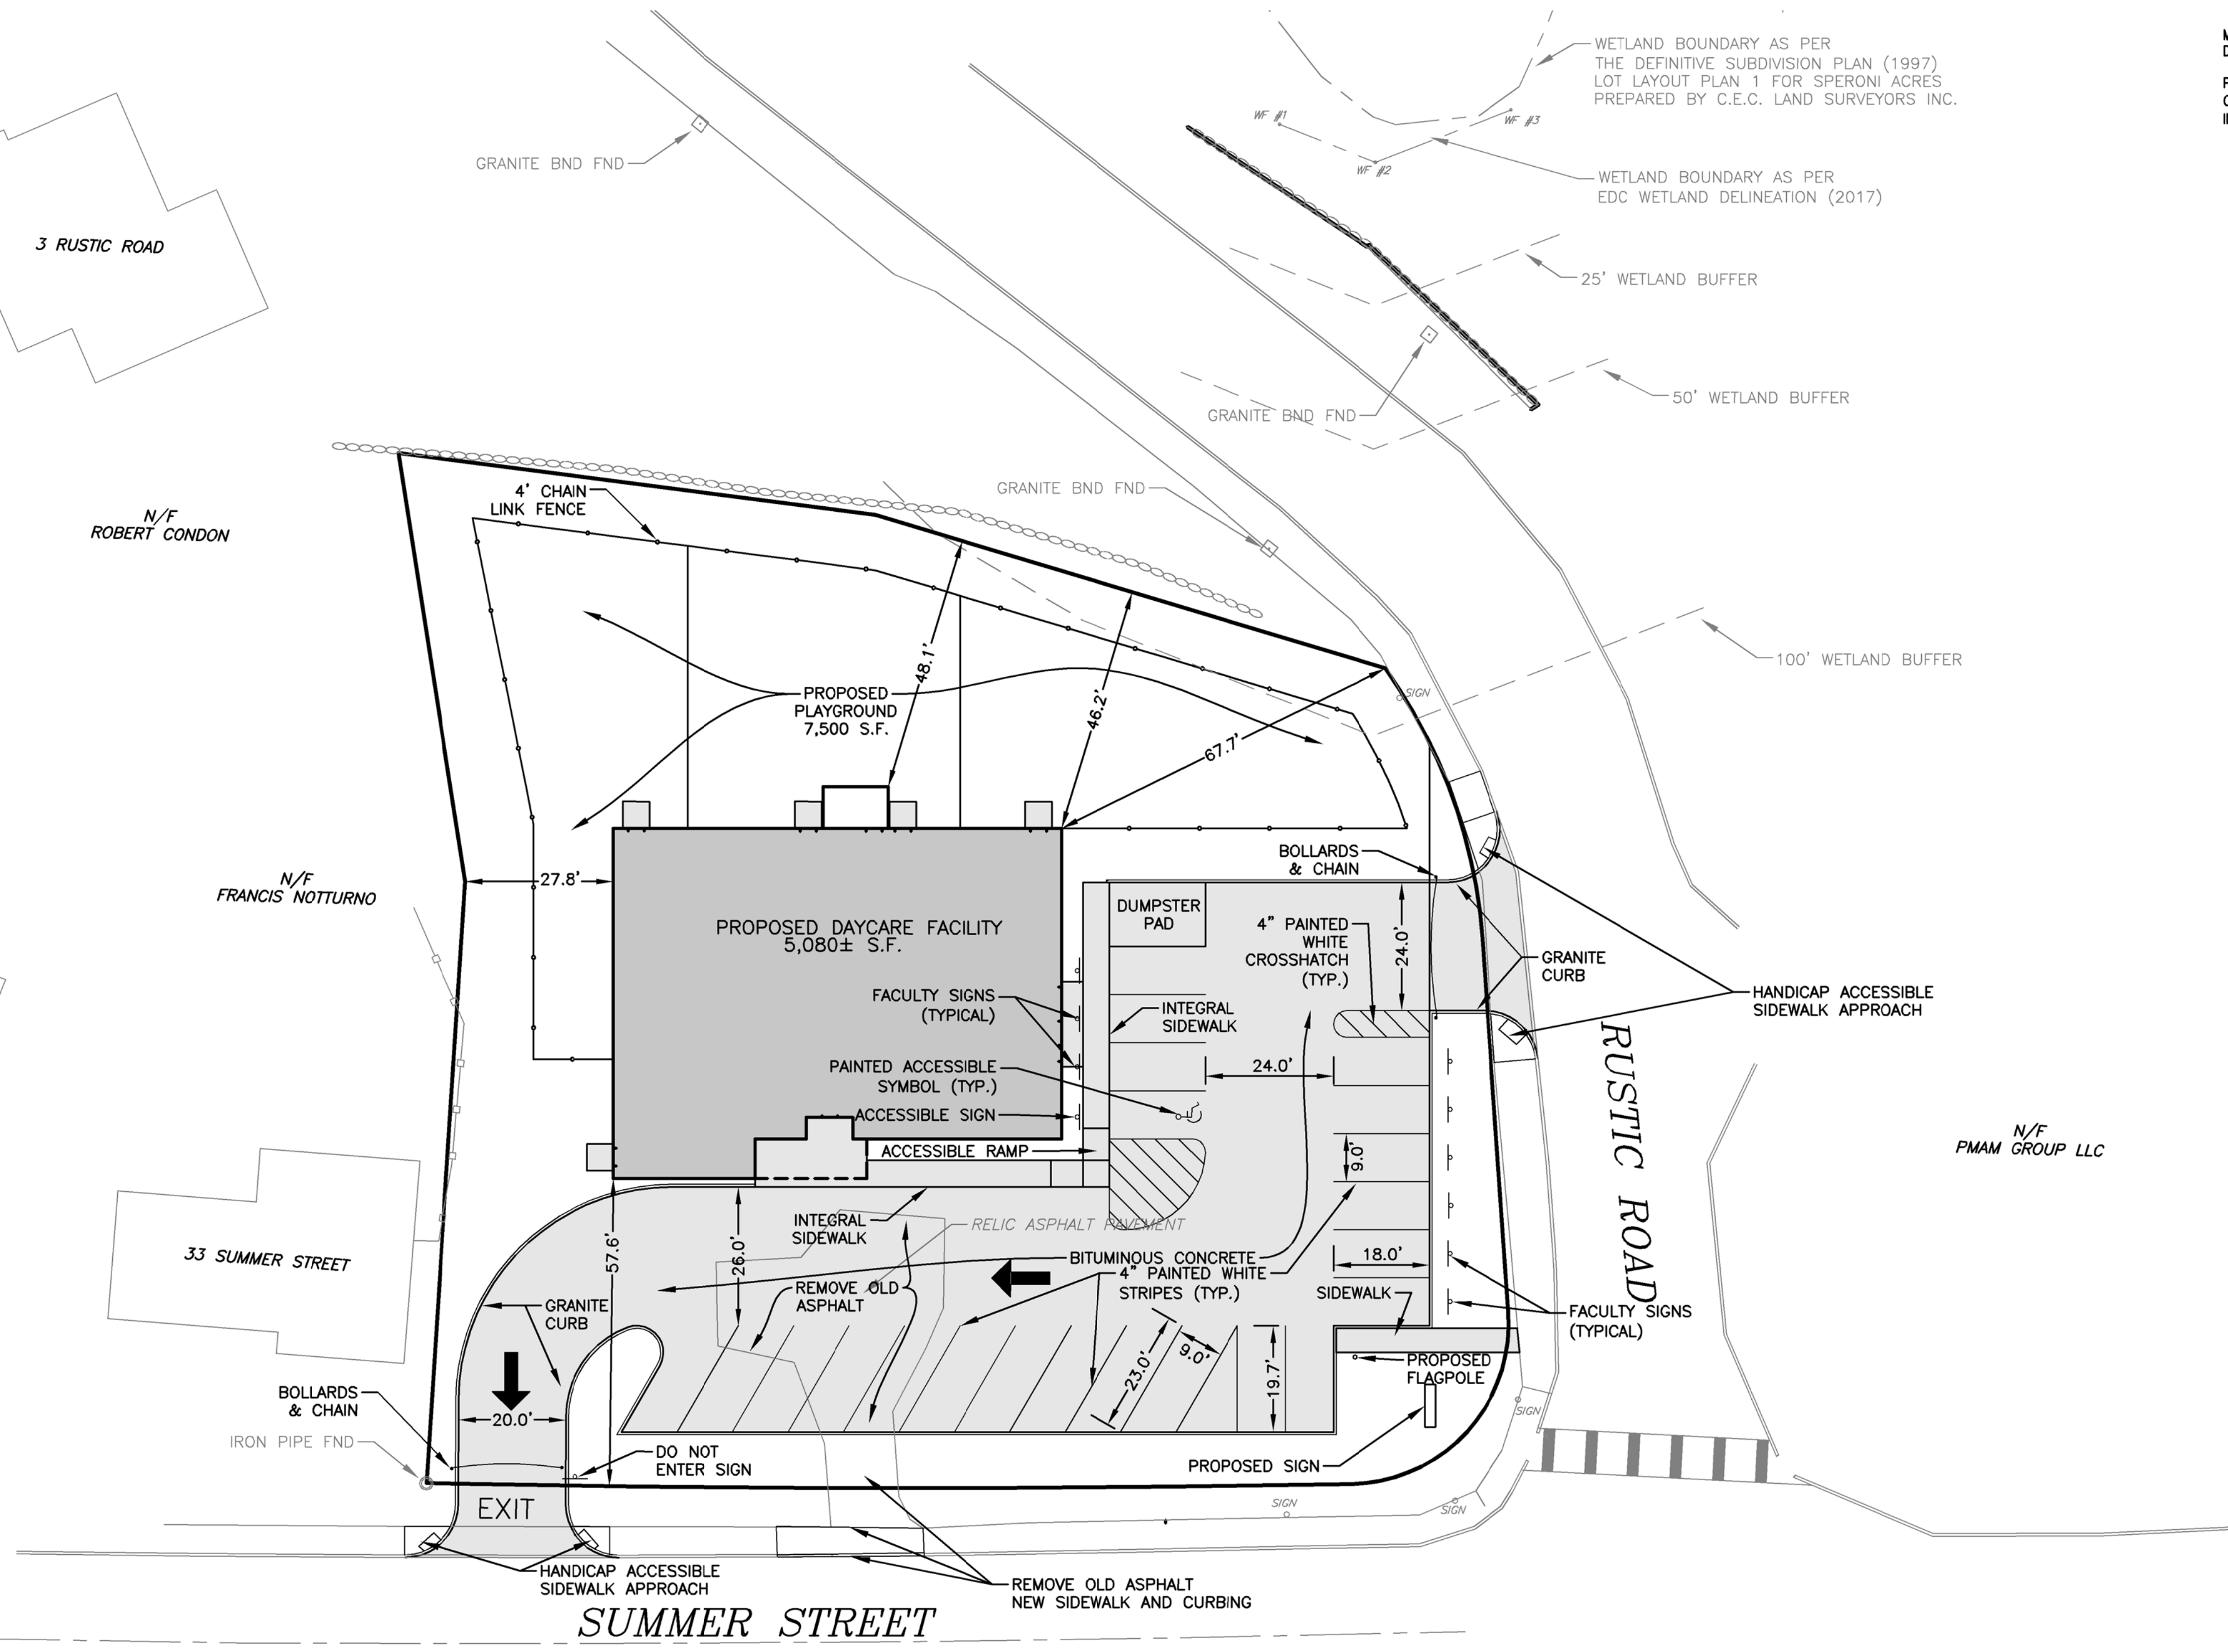 WETLAND BOUNDARY AS PER
THE DEFINITIVE SUBDIVISION PLAN (1997)
LOT LAYOUT PLAN 1 FOR SPERONI ACRES
PREPARED BY C.E.C. LAND SURVEYORS INC.
WF #1
WF #3
WF #2
GRANITE BND FND
WETLAND BOUNDARY AS PER
EDC WETLAND DELINEATION (2017)
3 RUSTIC ROAD
25' WETLAND BUFFER
50' WETLAND BUFFER
GRANITE BND FND
GRANITE BND FND
4' CHAIN
LINK FENCE
N/F
ROBERT CONDON
48.1'
100' WETLAND BUFFER
SIGN
PROPOSED
PLAYGROUND
7,500 S.F.
46.2'
67.7'
BOLLARDS
& CHAIN
27.8'
N/F
FRANCIS NOTTURNO
DUMPSTER
PAD
PROPOSED DAYCARE FACILITY
5,080± S.F.
4" PAINTED
WHITE
CROSSHATCH
(TYP.)
24.0'
GRANITE
CURB
FACULTY SIGNS
(TYPICAL)
INTEGRAL
SIDEWALK
HANDICAP ACCESSIBLE
SIDEWALK APPROACH
PAINTED ACCESSIBLE
SYMBOL (TYP.)
24.0'
RUSTIC ROAD
ACCESSIBLE SIGN
ACCESSIBLE RAMP
9.0'
N/F
PMAM GROUP LLC
INTEGRAL
SIDEWALK
RELIC ASPHALT PAVEMENT
33 SUMMER STREET
57.6'
26.0'
BITUMINOUS CONCRETE
18.0'
4" PAINTED WHITE
STRIPES (TYP.)
REMOVE OLD
ASPHALT
SIDEWALK
GRANITE
CURB
FACULTY SIGNS
(TYPICAL)
23.0'
9.0'
19.7'
PROPOSED
FLAGPOLE
BOLLARDS
& CHAIN
20.0'
SIGN
IRON PIPE FND
DO NOT
ENTER SIGN
PROPOSED SIGN
EXIT
SIGN
SIGN
HANDICAP ACCESSIBLE
SIDEWALK APPROACH
REMOVE OLD ASPHALT
NEW SIDEWALK AND CURBING
SUMMER STREET